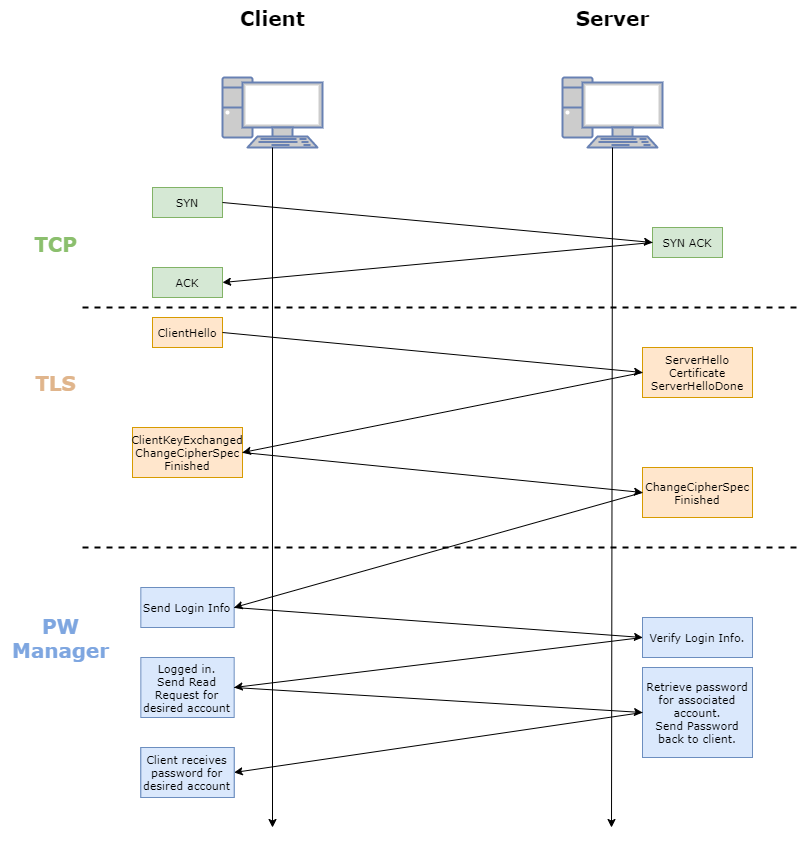 Client
Server
SYN
TCP
SYN ACK
ACK
ClientHello
TLS
ServerHello
Certificate
ServerHelloDone
ClientKeyExchanged
ChangeCipherSpec
Finished
ChangeCipherSpec
Finished
Send Login Info
PW
Manager
Verify Login Info.
Logged in.
Send Read
Request for
desired account
Retrieve password
for associated
account.
Send Password
back to client.
Client receives
password for
desired account